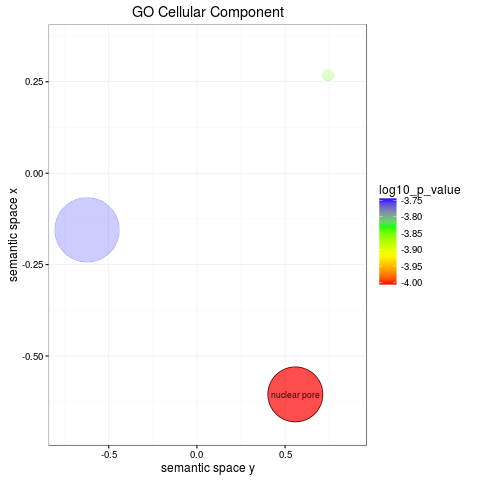 GO Cellular Component
0.25
0.00
-0.25
-0.50
semantic space x
nuclear pore
-0.5
0.0
0.5
semantic space y
log10_p_value
-3.75
-3.80
-3.85
-3.90
-3.95
-4.00